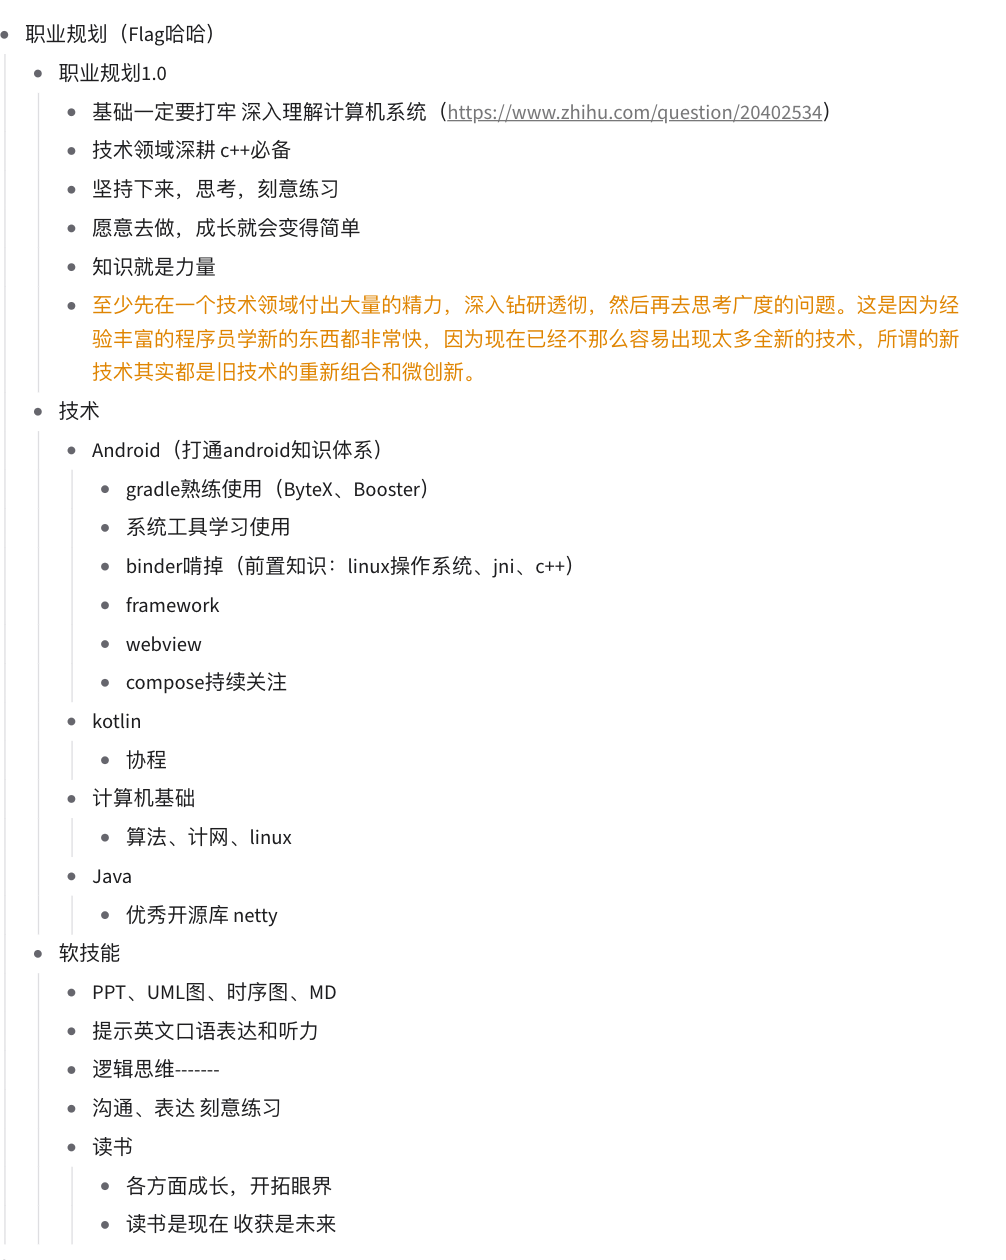 职业规划（Flag哈哈）
职业规划1.0
基础一定要打牢 深入理解计算机系统（https://www.zhihu.com/question/20402534）
技术领域深耕 c++必备
坚持下来，思考，刻意练习
愿意去做，成长就会变得简单
知识就是力量
至少先在一个技术领域付出大量的精力，深入钻研透彻，然后再去思考广度的问题。这是因为经
验丰富的程序员学新的东西都非常快，因为现在已经不那么容易出现太多全新的技术，所谓的新
技术其实都是旧技术的重新组合和微创新。
技术
Android（打通android知识体系）
gradle熟练使用（ByteX、Booster）
系统工具学习使用
binder啃掉（前置知识：linux操作系统、jni、c++）
framework
webview
compose持续关注
kotlin
协程
计算机基础
算法、计网、linux
Java
优秀开源库 netty
软技能
PPT、UML图、时序图、MD
提示英文口语表达和听力
逻辑思维-------
沟通、表达 刻意练习
读书
各方面成长，开拓眼界
读书是现在 收获是未来